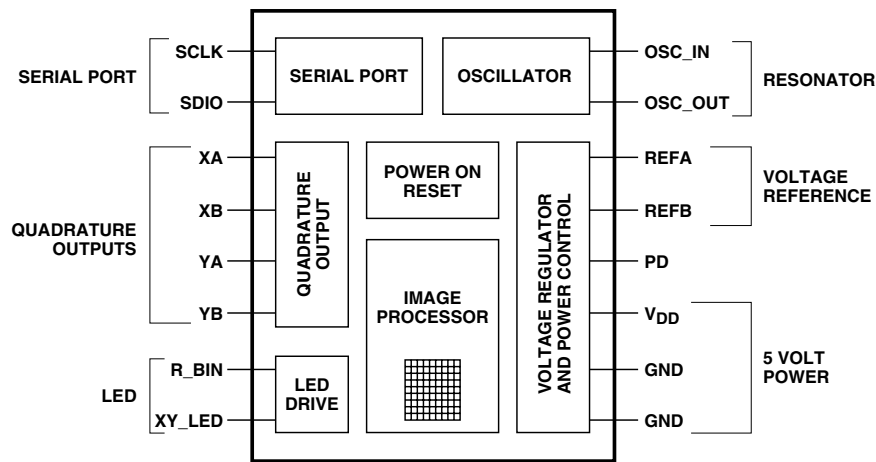 SERIAL PORT
SCLK
SDIO
SERIAL PORT
OSCILLATOR
OSC_IN
OSC_OUT
RESONATOR
QUADRATURE
OUTPUTS
XA
XB
YA
YB
QUADRATURE
OUTPUT
POWER ON
RESET
IMAGE
PROCESSOR
VOLTAGE REGULATOR
AND POWER CONTROL
REFA
REFB
VOLTAGE
REFERENCE
PD
VDD
GND
GND
5 VOLT
POWER
LED
R_BIN
XY_LED
LED
DRIVE